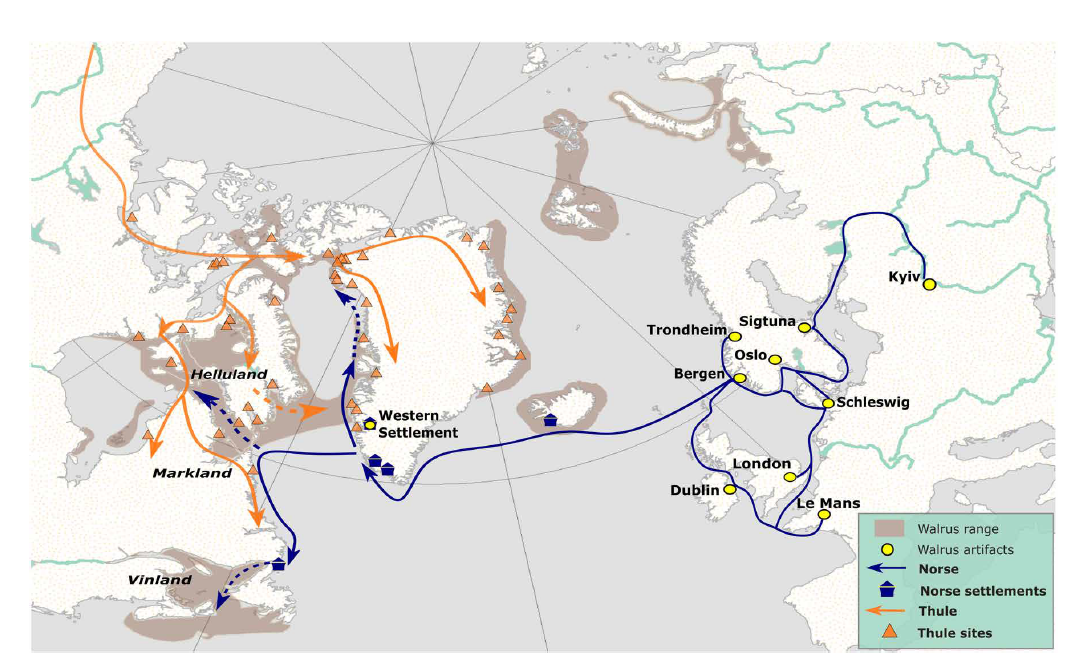 Kyiv
Sigtuna
Trondheim
Oslo
Bergen
Helluland
Schleswig
Western
Settlement
Markland
London
Dublin
Le Mans
Vinland
Walrus range
Walrus artifacts
Norse
Norse settlements
Thule
Thule sites